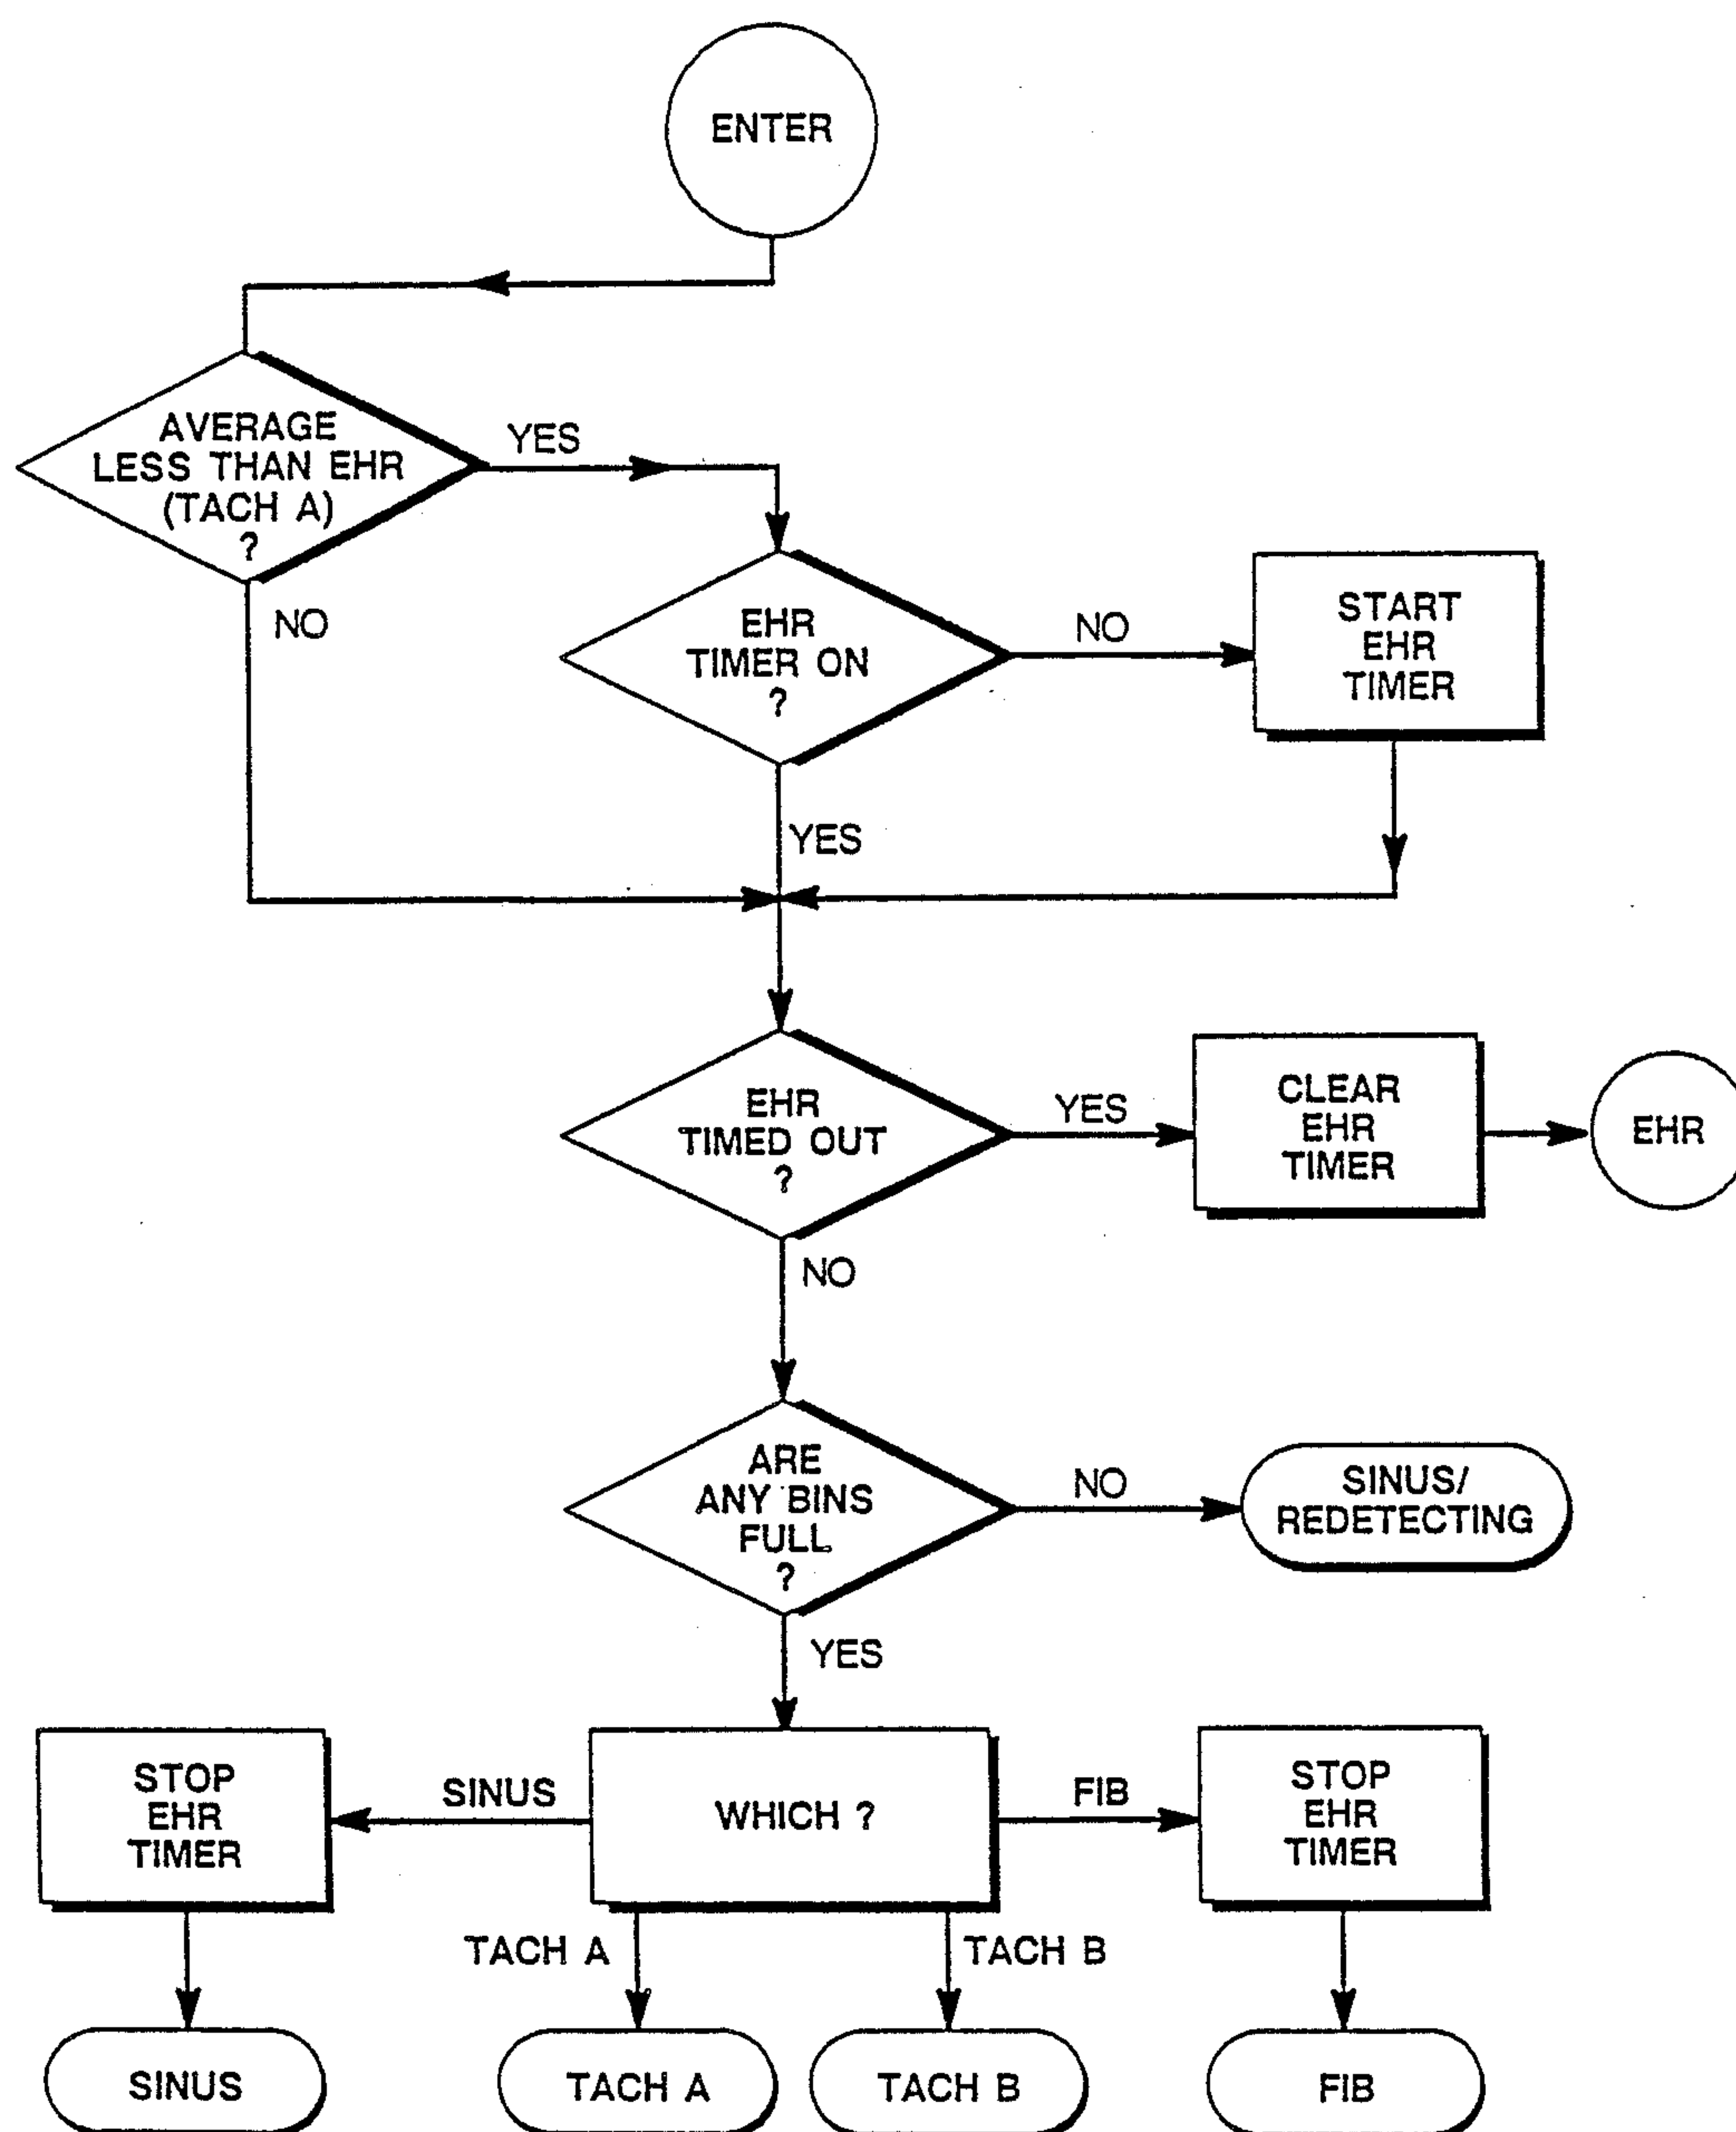 ENTER
AVERAGE
LESS THAN EHR
(TACH A)
?
YES
NO
EHR
TIMER ON
?
NO
START
EHR
TIMER
YES
EHR
TIMED OUT
?
YES
CLEAR
EHR
TIMER
EHR
NO
ARE
ANY BINS
FULL
?
NO
SINUS/
REDETECTING
YES
STOP
EHR
TIMER
SINUS
WHICH ?
FIB
STOP
EHR
TIMER
TACH A
TACH B
SINUS
TACH A
TACH B
FIB